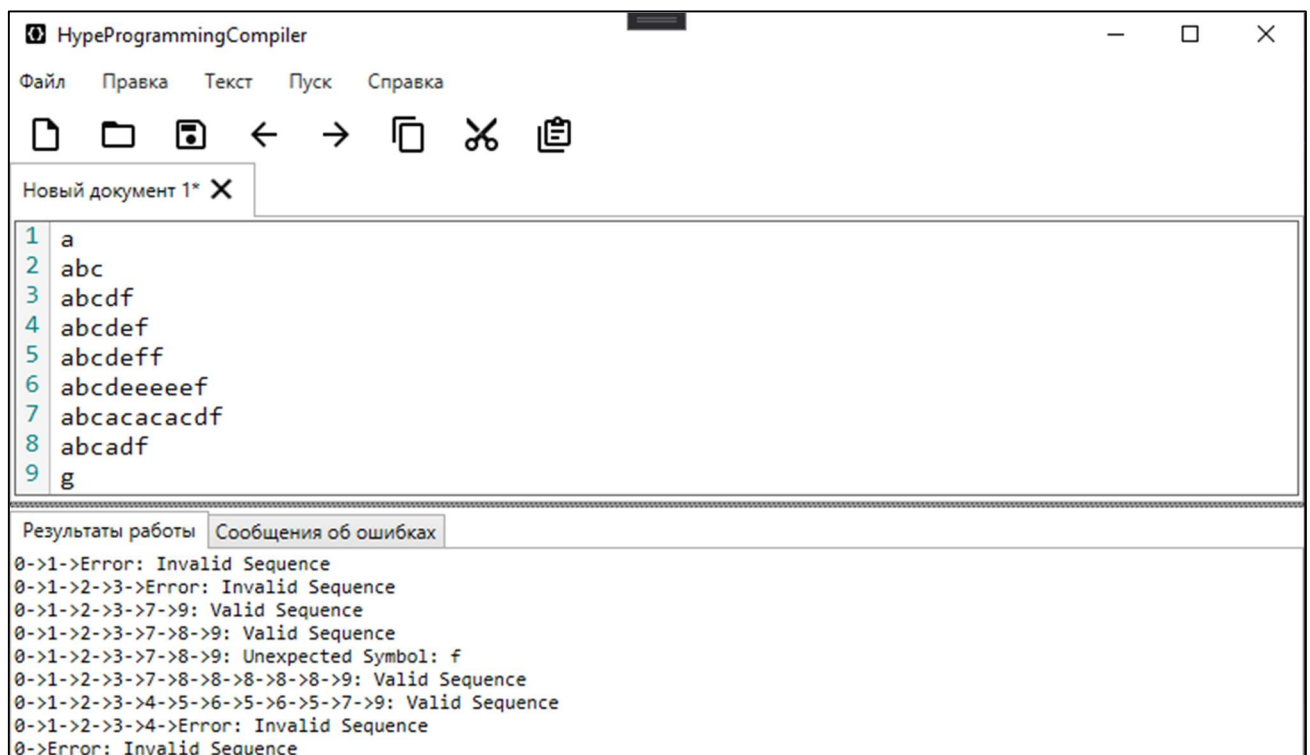 HypeProgrammingCompiler
Файл Правка Текст Пуск Справка
Новый документ 1*
1 a
2 abc
3 abcdf
4 abcdef
5 abcdeff
6 abcdeeeeef
7 abcacacacdf
8 abcadf
9 g
Результаты работы Сообщения об ошибках
0->1->Error: Invalid Sequence
0->1->2->3->Error: Invalid Sequence
0->1->2->3->7->9: Valid Sequence
0->1->2->3->7->8->9: Valid Sequence
0->1->2->3->7->8->9: Unexpected Symbol: f
0->1->2->3->7->8->8->8->8->8->9: Valid Sequence
0->1->2->3->4->5->6->5->6->5->7->9: Valid Sequence
0->1->2->3->4->Error: Invalid Sequence
0->Error: Invalid Sequence